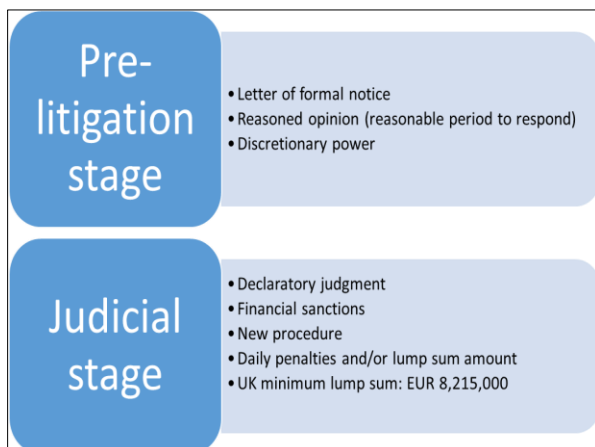 Pre-
litigation
stage
• Letter of formal notice
• Reasoned opinion (reasonable period to respond)
• Discretionary power
Judicial
stage
• Declaratory judgment
• Financial sanctions
• New procedure
• Daily penalties and/or lump sum amount
• UK minimum lump sum: EUR 8,215,000